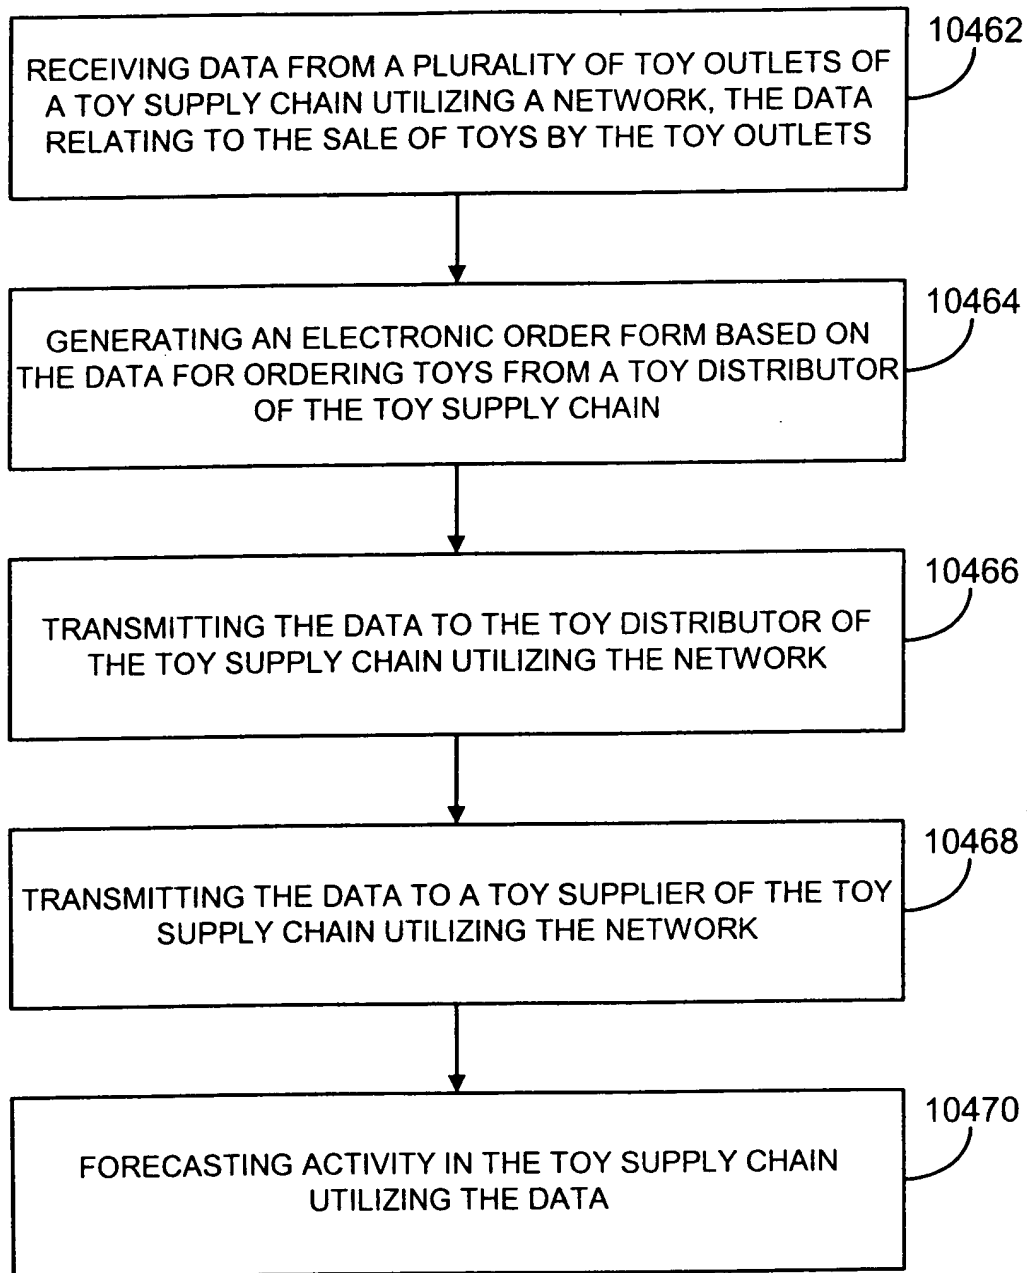 10462
RECEIVING DATA FROM A PLURALITY OF TOY OUTLETS OF
A TOY SUPPLY CHAIN UTILIZING A NETWORK, THE DATA
RELATING TO THE SALE OF TOYS BY THE TOY OUTLETS
10464
GENERATING AN ELECTRONIC ORDER FORM BASED ON
THE DATA FOR ORDERING TOYS FROM A TOY DISTRIBUTOR
OF THE TOY SUPPLY CHAIN
10466
TRANSMITTING THE DATA TO THE TOY DISTRIBUTOR OF
THE TOY SUPPLY CHAIN UTILIZING THE NETWORK
10468
TRANSMITTING THE DATA TO A TOY SUPPLIER OF THE TOY
SUPPLY CHAIN UTILIZING THE NETWORK
10470
FORECASTING ACTIVITY IN THE TOY SUPPLY CHAIN
UTILIZING THE DATA